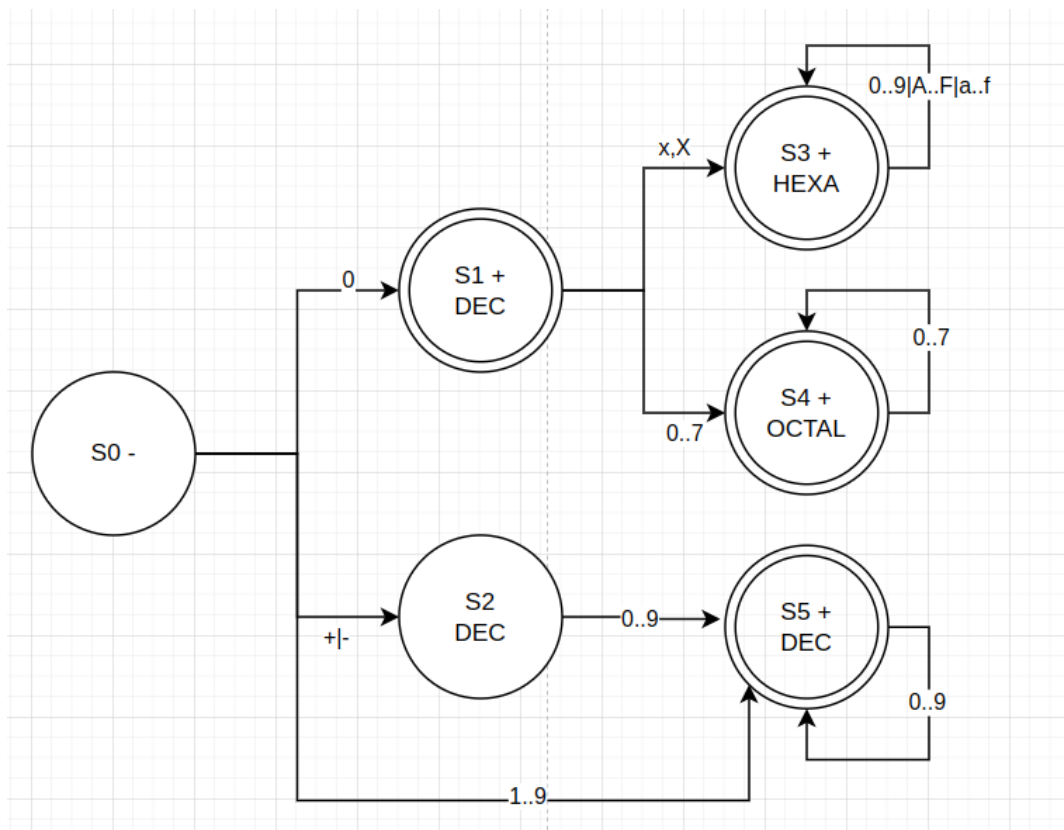 0..9|A..F|a..f
x,X
S3 +
HEXA
0
S1 +
DEC
0..7
S4 +
OCTAL
0..7
S0 -
S2
DEC
+|-
0..9
S5 +
DEC
0..9
1..9